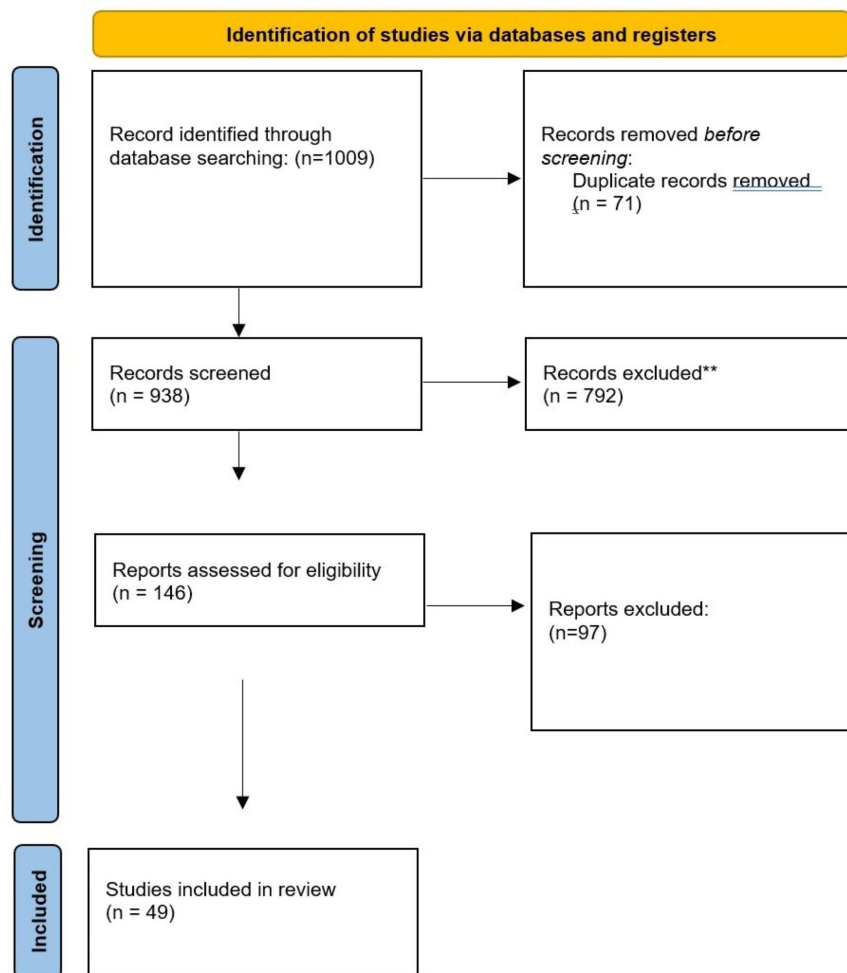 Identification of studies via databases and registers
Identification
Record identified through
database searching: (n=1009)
Records removed before
screening:
Duplicate records removed
(n = 71)
Screening
Records screened
(n = 938)
Records excluded**
(n = 792)
Reports assessed for eligibility
(n = 146)
Reports excluded:
(n=97)
Included
Studies included in review
(n = 49)